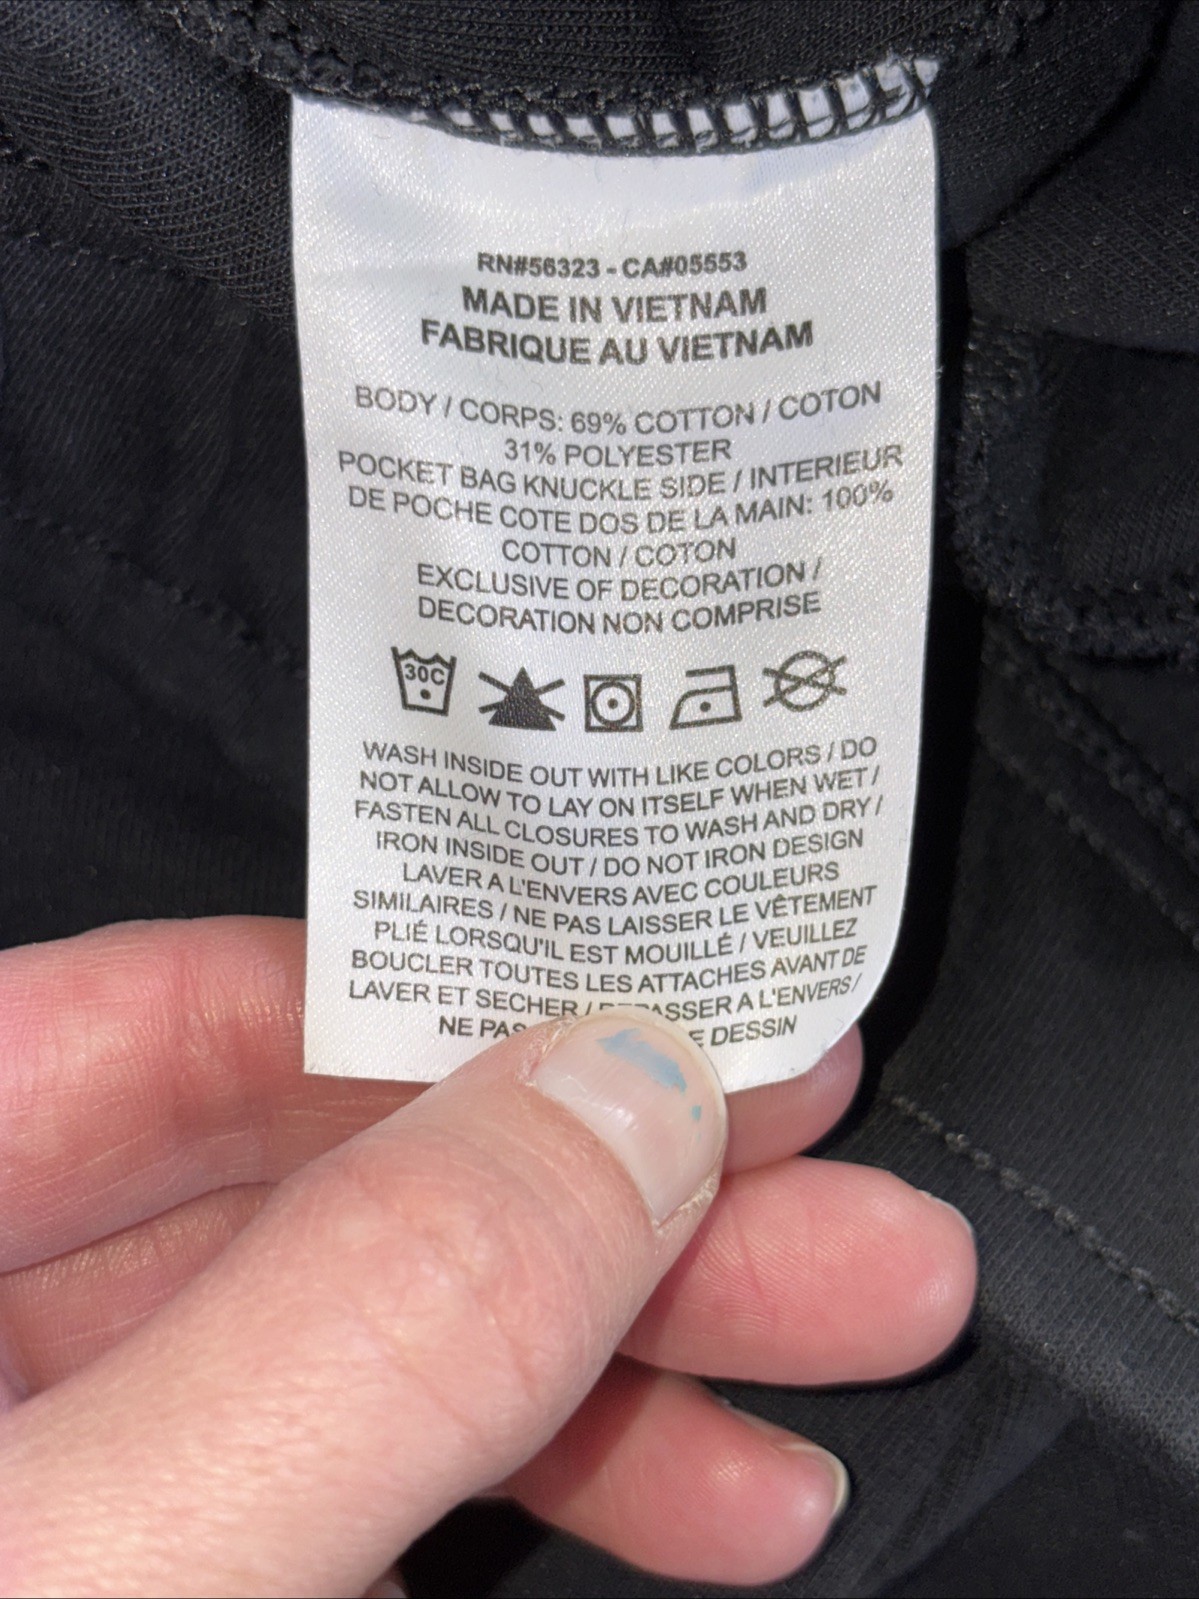 RN#56323 - CA#05553
MADE IN VIETNAM
FABRIQUE AU VIETNAM
BODY / CORPS: 69% COTTON / COTON
31% POLYESTER
POCKET BAG KNUCKLE SIDE / INTERIEUR
DE POCHE COTE DOS DE LA MAIN: 100%
COTTON / COTON
EXCLUSIVE OF DECORATION /
DECORATION NON COMPRISE
30C
WASH INSIDE OUT WITH LIKE COLORS / DO
NOT ALLOW TO LAY ON ITSELF WHEN WET /
FASTEN ALL CLOSURES TO WASH AND DRY /
IRON INSIDE OUT / DO NOT IRON DESIGN
LAVER A L'ENVERS AVEC COULEURS
SIMILAIRES / NE PAS LAISSER LE VÊTEMENT
PLIÉ LORSQU'IL EST MOUILLÉ / VEUILLEZ
BOUCLER TOUTES LES ATTACHES AVANT DE
LAVER ET SECHER / A L'ENVERS /
NE PAS DESSIN